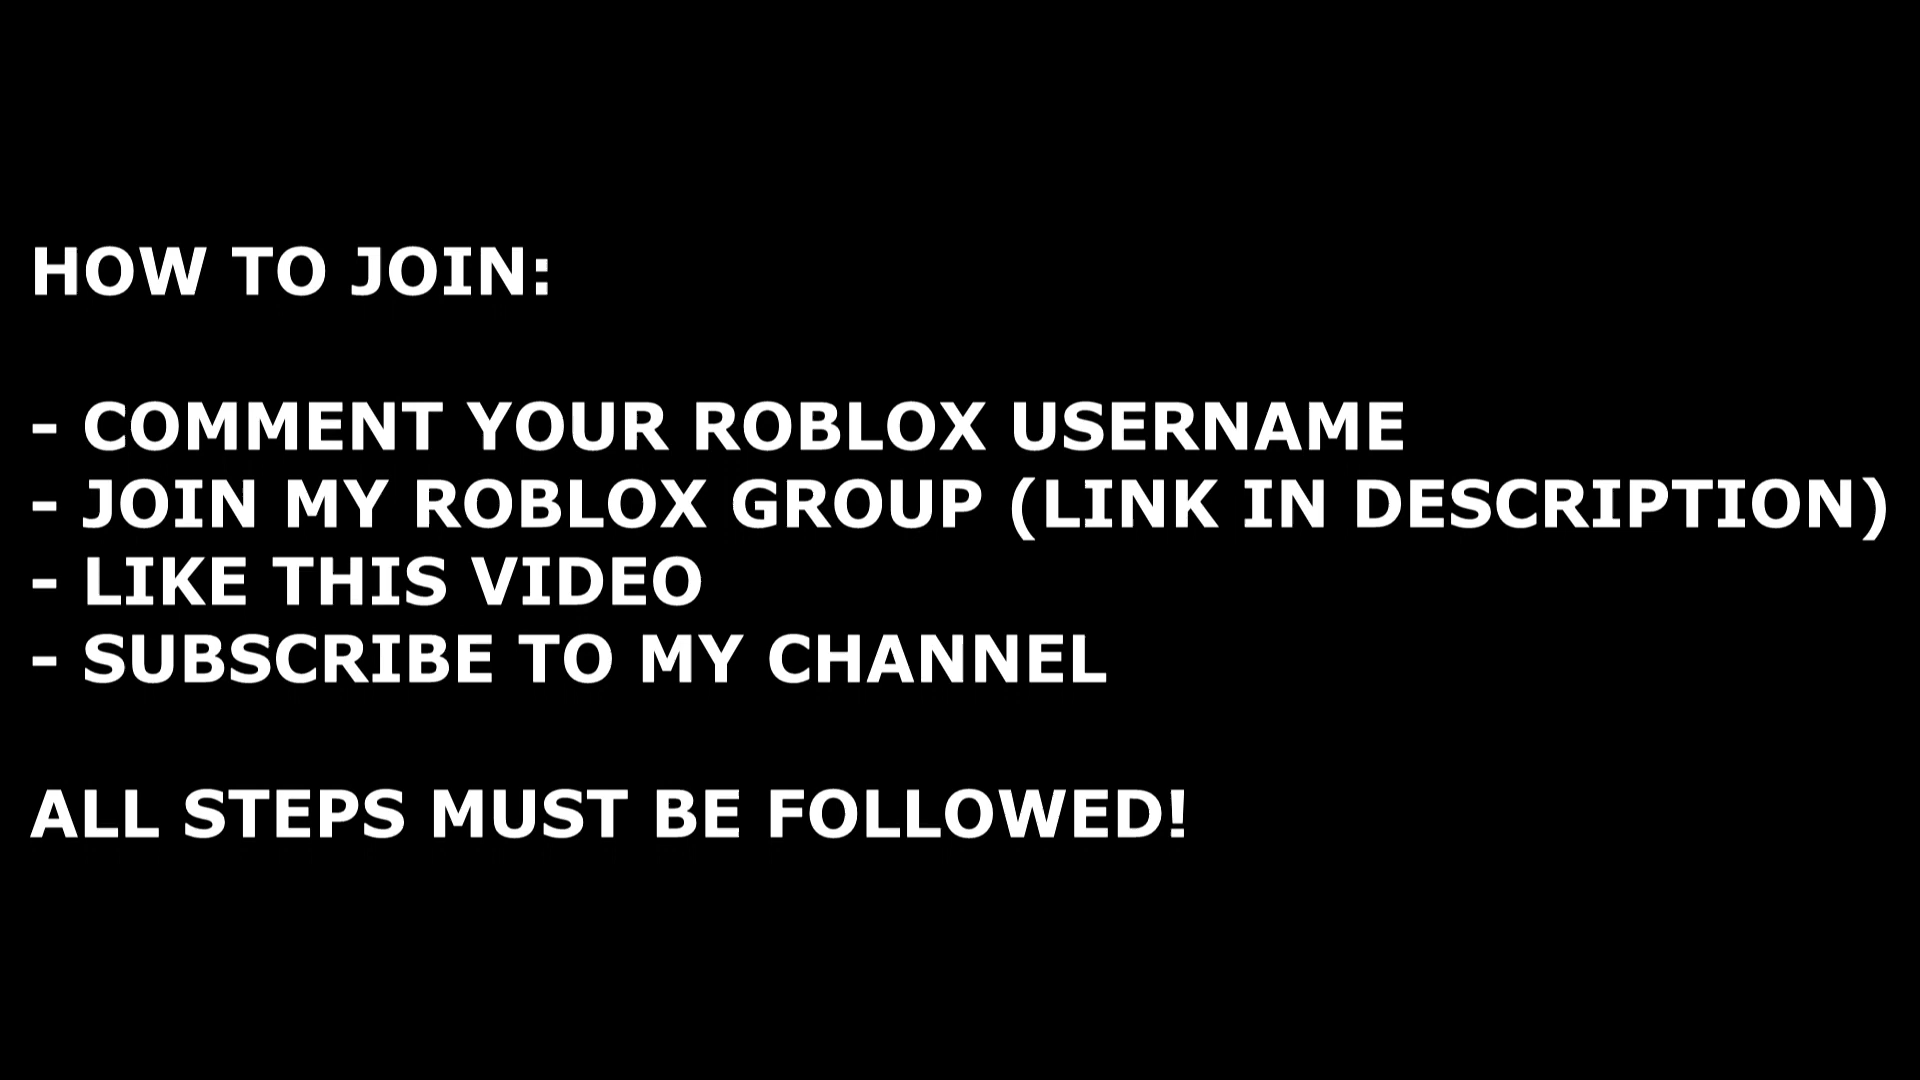 HOW TO JOIN:
- COMMENT YOUR ROBLOX USERNAME
- JOIN MY ROBLOX GROUP (LINK IN DESCRIPTION)
- LIKE THIS VIDEO
- SUBSCRIBE TO MY CHANNEL
ALL STEPS MUST BE FOLLOWED!